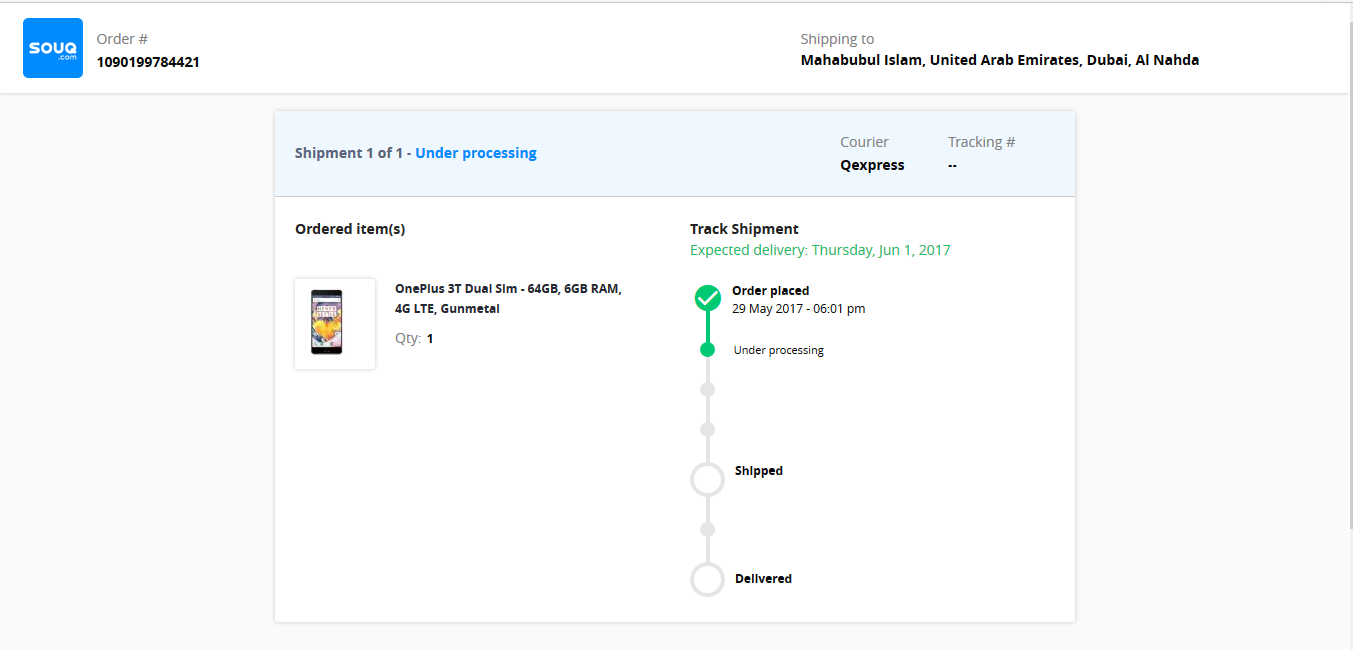 SOUQ
.com
Order #
1090199784421
Shipping to
Mahabubul Islam, United Arab Emirates, Dubai, Al Nahda
Shipment 1 of 1 - Under processing
Courier
Qexpress
Tracking #
--
Ordered item(s)
OnePlus 3T Dual Sim - 64GB, 6GB RAM,
4G LTE, Gunmetal
Qty: 1
Track Shipment
Expected delivery: Thursday, Jun 1, 2017
Order placed
29 May 2017 - 06:01 pm
Under processing
Shipped
Delivered